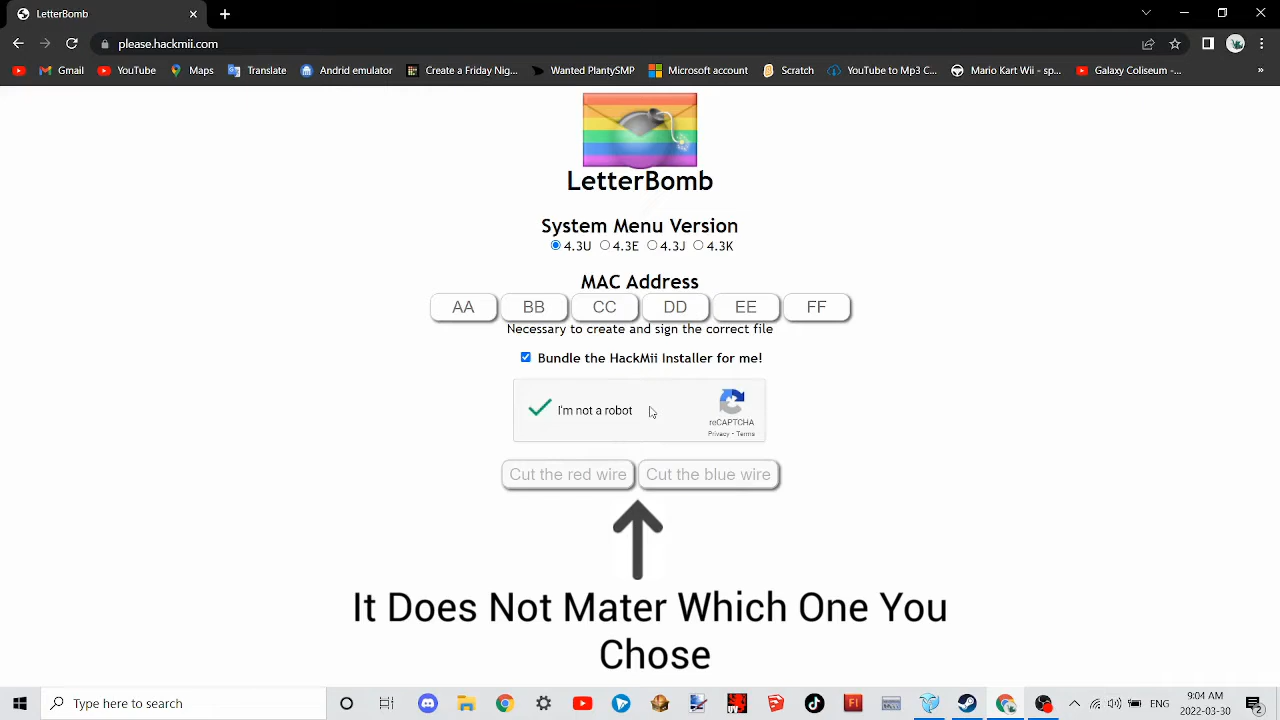 LetterBomb
please.hackmii.com
Gmail
YouTube
Maps
Translate
Andrid emulator
Create a Friday Nig...
Wanted PlantySMP
Microsoft account
Scratch
YouTube to Mp3 C...
Mario Kart Wii - sp...
Galaxy Coliseum -...
»
LetterBomb
System Menu Version
4.3U 4.3E 4.3J 4.3K
MAC Address
AA BB CC DD EE FF
Necessary to create and sign the correct file
Bundle the HackMii Installer for me!
I'm not a robot
reCAPTCHA
Privacy - Terms
Cut the red wire Cut the blue wire
It Does Not Mater Which One You
Chose
Type here to search
ENG
9:04 AM
2022-03-30
2